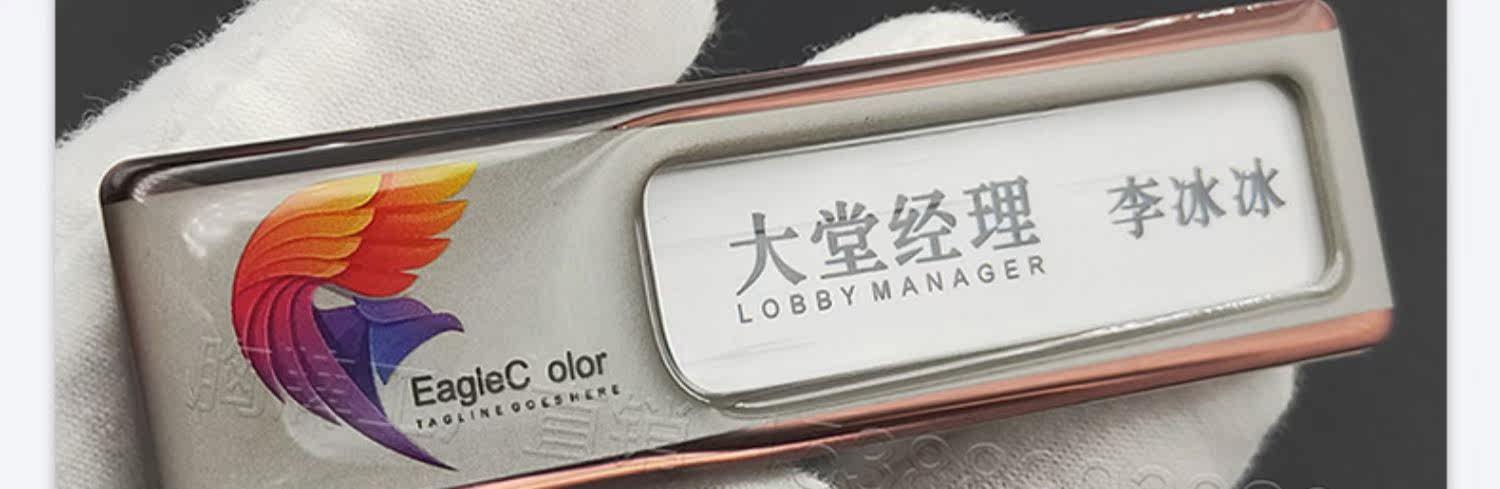 大堂经理 李冰冰
LOBBY MANAGER
EagleC olor
TAGLINE GOES HERE